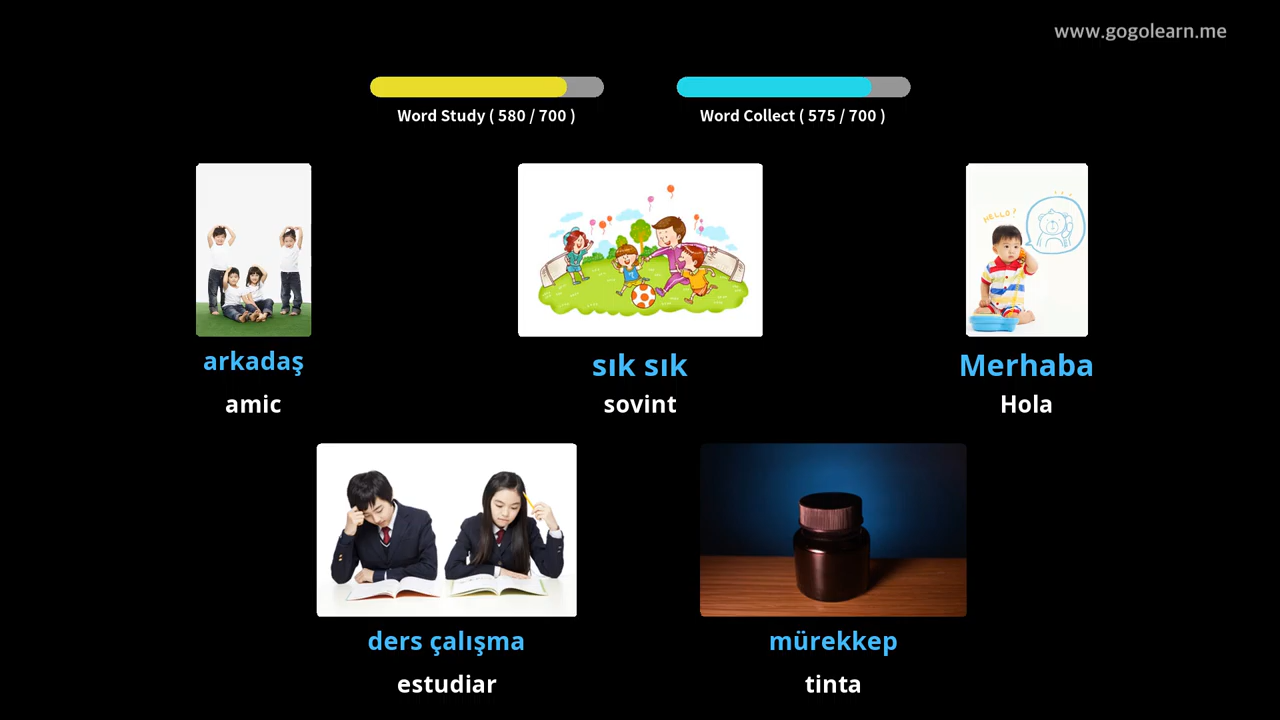 www.gogolearn.me
Word Study ( 580 / 700 )
Word Collect ( 575 / 700 )
HELLO?
arkadaş
amic
sık sık
sovint
Merhaba
Hola
ders çalışma
estudiar
mürekkep
tinta